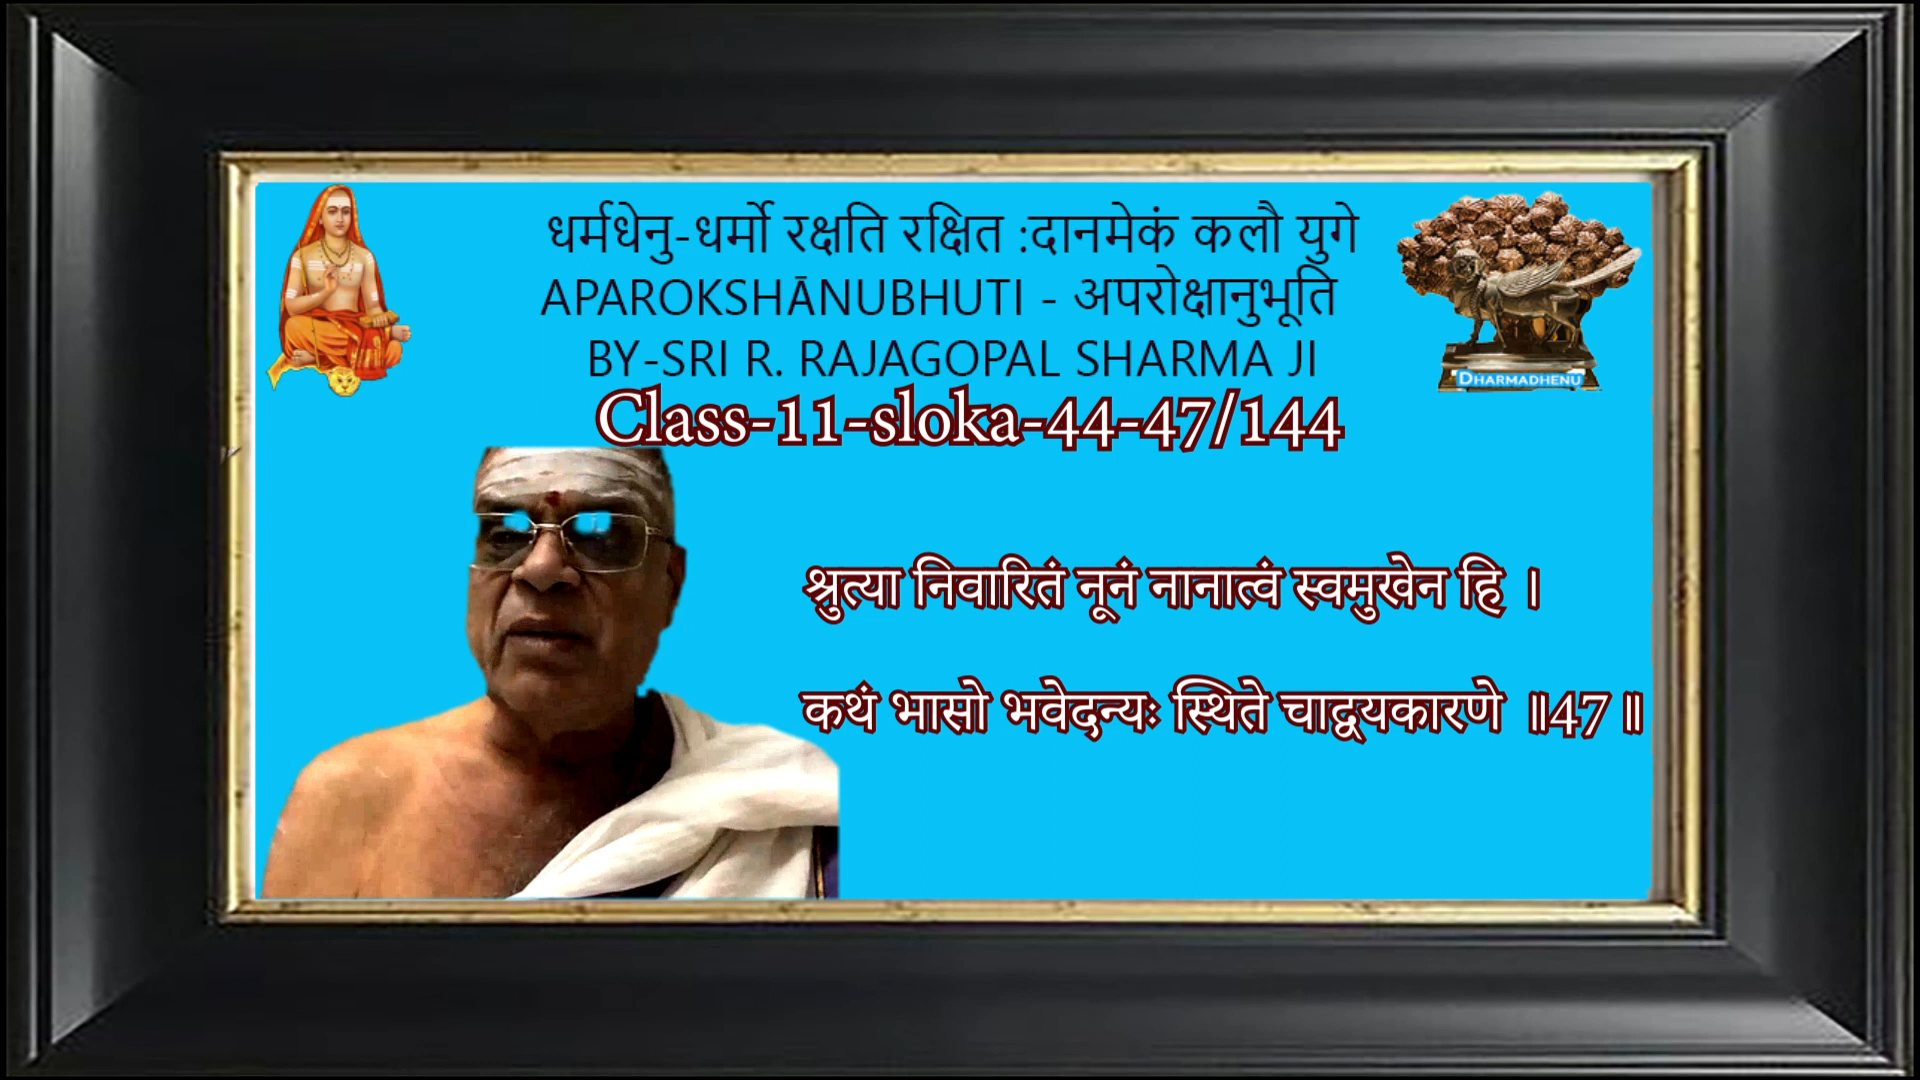 धर्मधेनु-धर्मो रक्षति रक्षित :दानमेकं कलौ युगे
APAROKSHĀNUBHUTI - अपरोक्षानुभूति
BY-SRI R. RAJAGOPAL SHARMA JI
DHARMADHENU
Class-11-sloka-44-47/144
श्रुत्या निवारितं नूनं नानात्वं स्वमुखेन हि ।
कथं भासो भवेदन्यः स्थिते चाद्वयकारणे ॥47॥